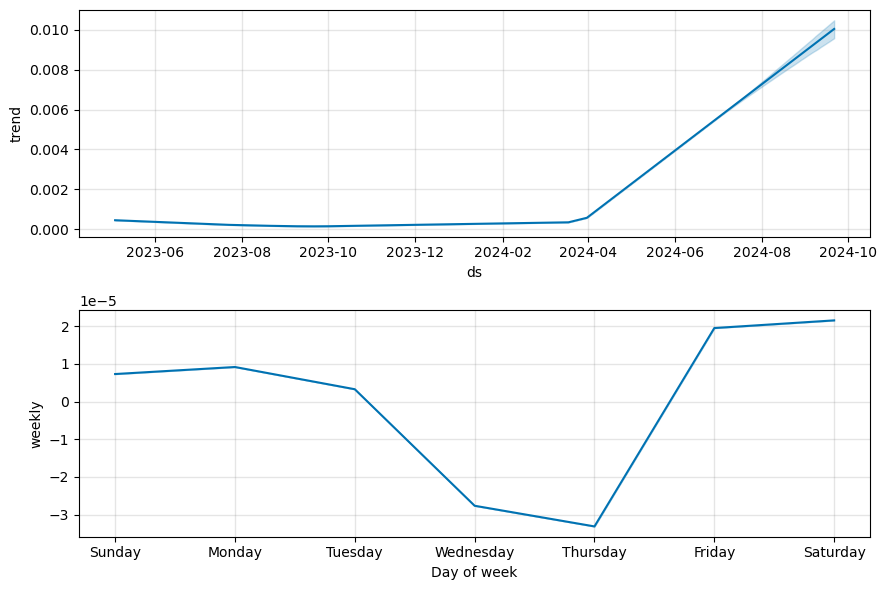 0.010
0.008
0.006
0.004
0.002
0.000
trend
2023-06 2023-08 2023-10 2023-12 2024-02 2024-04 2024-06 2024-08 2024-10
ds
1e−5
2
1
0
−1
−2
−3
weekly
Sunday Monday Tuesday Wednesday Thursday Friday Saturday
Day of week